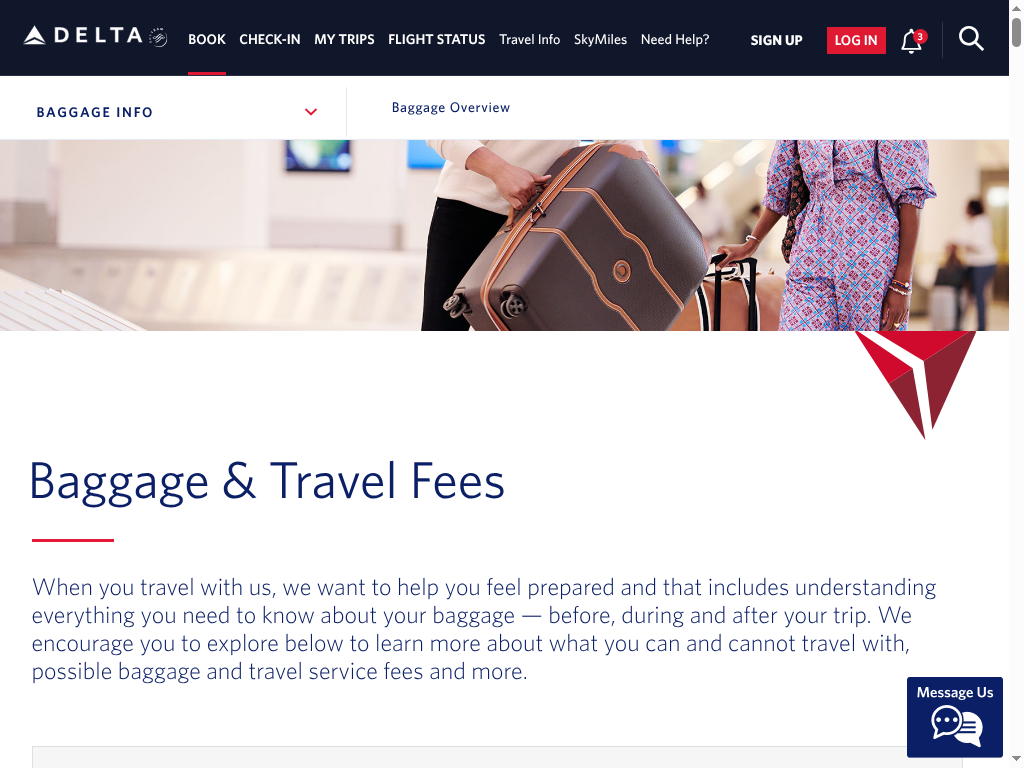 DELTA
BOOK CHECK-IN MY TRIPS FLIGHT STATUS Travel Info SkyMiles Need Help? SIGN UP LOG IN 3
BAGGAGE INFO
Baggage Overview
Baggage & Travel Fees
When you travel with us, we want to help you feel prepared and that includes understanding
everything you need to know about your baggage — before, during and after your trip. We
encourage you to explore below to learn more about what you can and cannot travel with,
possible baggage and travel service fees and more.
Message Us